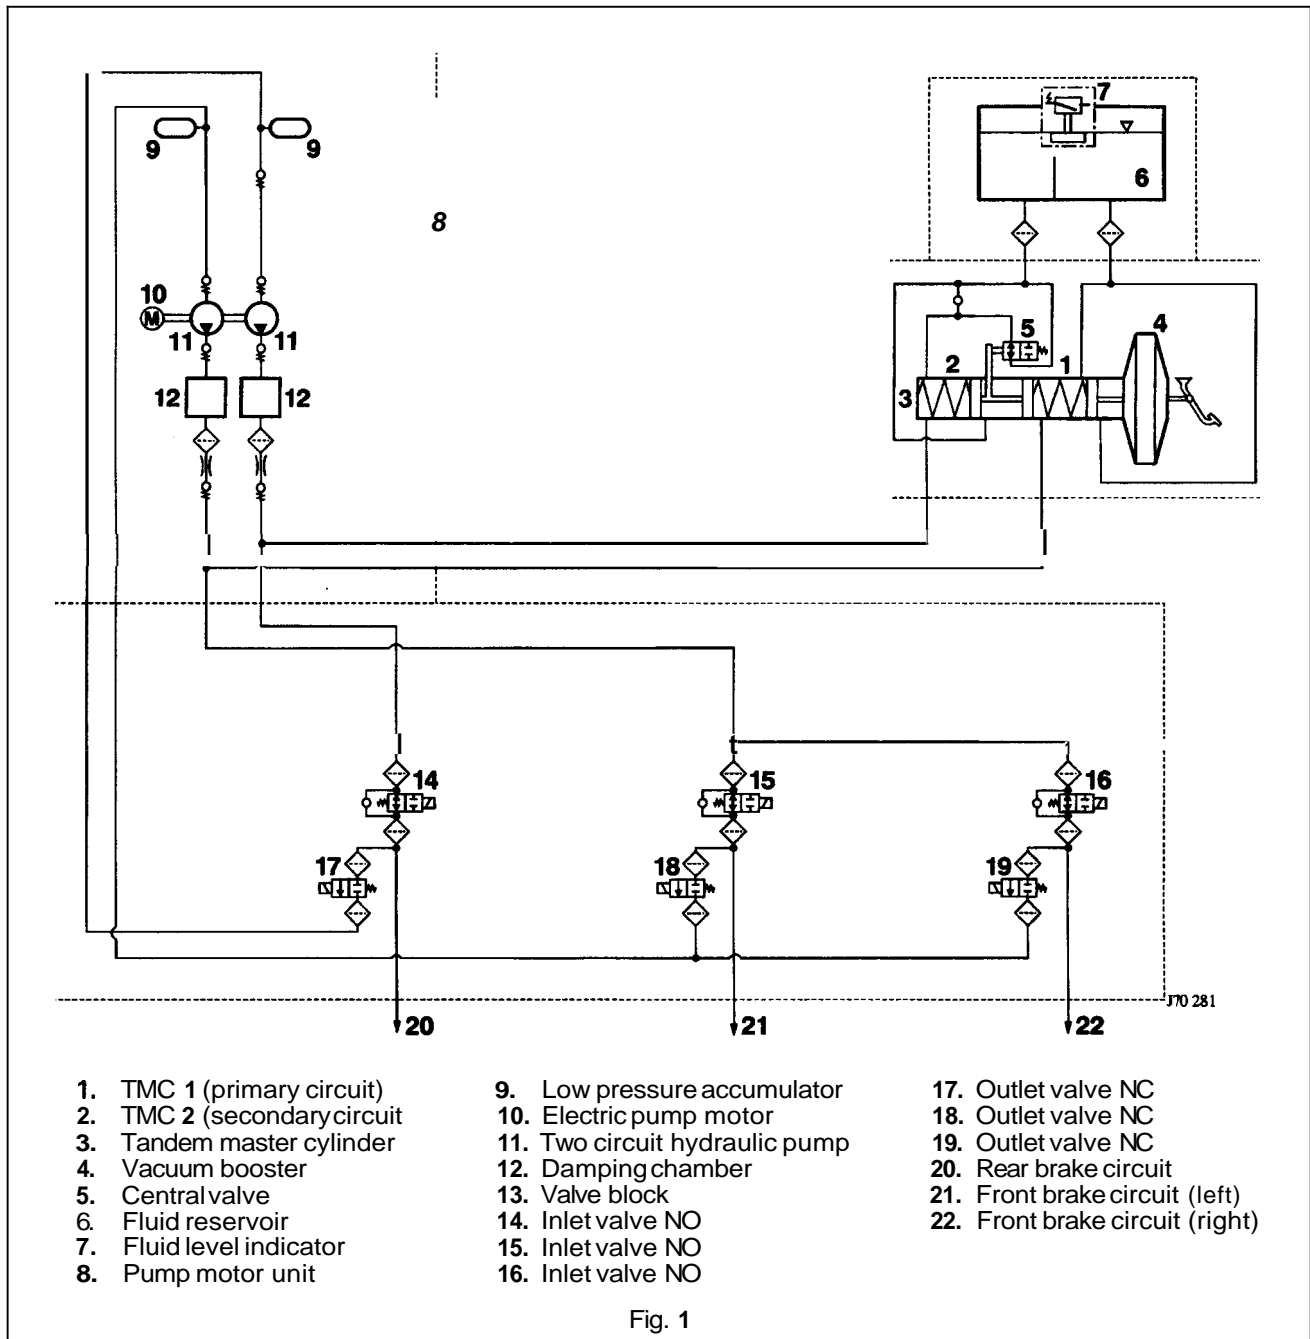 7
9
9
6
8
10
M
11
11
5
4
2
1
12
12
3
14
15
16
17
18
19
J70 281
20
21
22
1. TMC 1 (primary circuit)
2. TMC 2 (secondary circuit
3. Tandem master cylinder
4. Vacuum booster
5. Central valve
6. Fluid reservoir
7. Fluid level indicator
8. Pump motor unit
9. Low pressure accumulator
10. Electric pump motor
11. Two circuit hydraulic pump
12. Damping chamber
13. Valve block
14. Inlet valve NO
15. Inlet valve NO
16. Inlet valve NO
17. Outlet valve NC
18. Outlet valve NC
19. Outlet valve NC
20. Rear brake circuit
21. Front brake circuit (left)
22. Front brake circuit (right)
Fig. 1